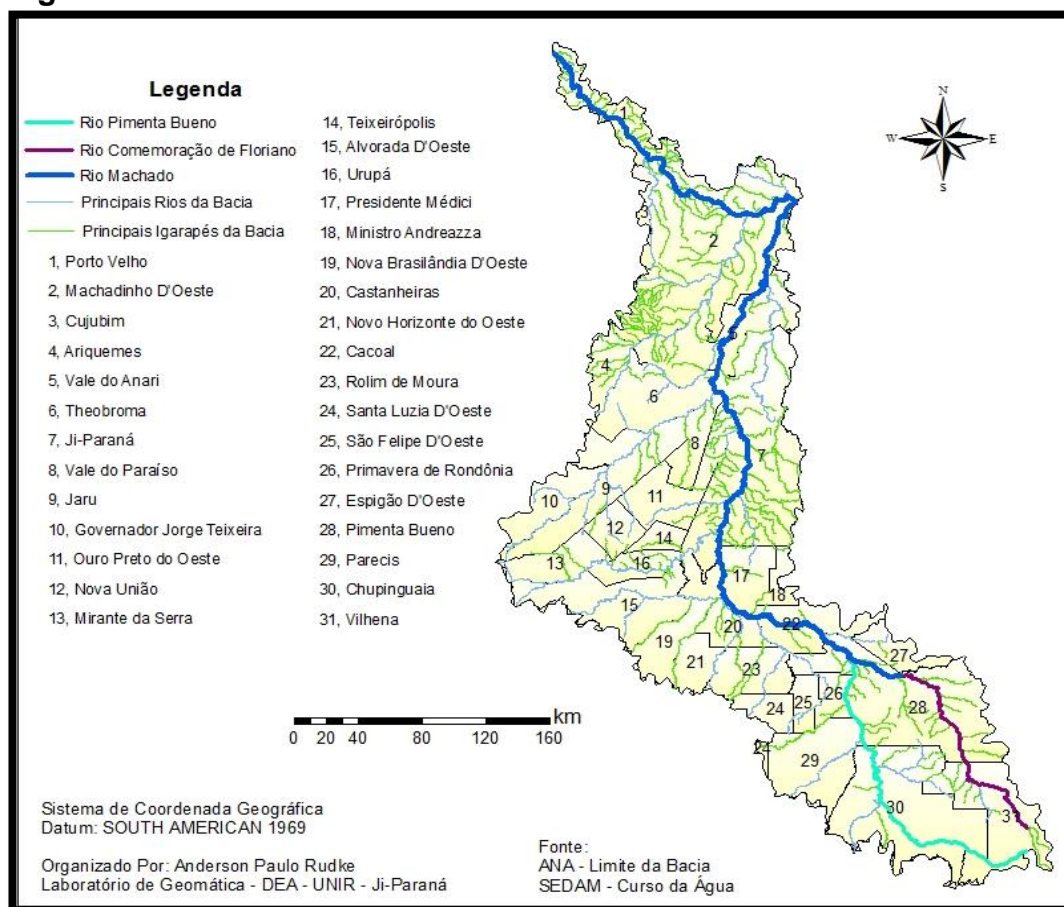 Legenda
Rio Pimenta Bueno
Rio Comemoração de Floriano
Rio Machado
Principais Rios da Bacia
Principais Igarapés da Bacia
1, Porto Velho
2, Machadinho D'Oeste
3, Cujubim
4, Ariquemes
5, Vale do Anari
6, Theobroma
7, Ji-Paraná
8, Vale do Paraíso
9, Jaru
10, Governador Jorge Teixeira
11, Ouro Preto do Oeste
12, Nova União
13, Mirante da Serra
14, Teixeirópolis
15, Alvorada D'Oeste
16, Urupá
17, Presidente Médici
18, Ministro Andreazza
19, Nova Brasilândia D'Oeste
20, Castanheiras
21, Novo Horizonte do Oeste
22, Cacoal
23, Rolim de Moura
24, Santa Luzia D'Oeste
25, São Felipe D'Oeste
26, Primavera de Rondônia
27, Espigão D'Oeste
28, Pimenta Bueno
29, Parecis
30, Chupinguaia
31, Vilhena
N
W E
S
1
2
5
4
6
8
7
9
10
11
12
14
13
16
17
18
15
20
22
19
21
23
27
26
28
24
25
24
29
30
km
0 20 40 80 120 160
Sistema de Coordenada Geográfica
Datum: SOUTH AMERICAN 1969
Organizado Por: Anderson Paulo Rudke
Laboratório de Geomática - DEA - UNIR - Ji-Paraná
Fonte:
ANA - Limite da Bacia
SEDAM - Curso da Água